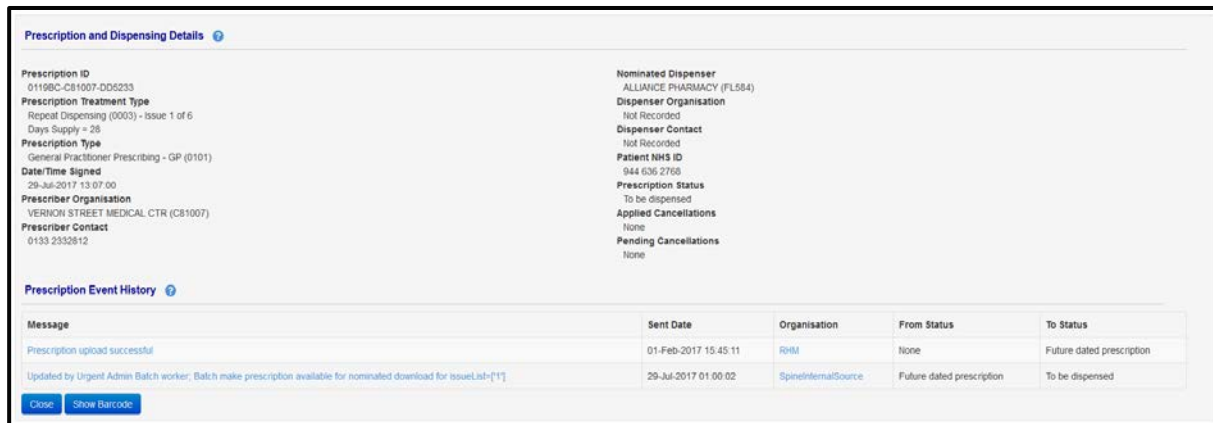 Prescription and Dispensing Details
Prescription ID
0119BC-C81007-DD5233
Prescription Treatment Type
Repeat Dispensing (0003) - Issue 1 of 6
Days Supply = 28
Prescription Type
General Practitioner Prescribing - GP (0101)
Date/Time Signed
29-Jul-2017 13:07:00
Prescriber Organisation
VERNON STREET MEDICAL CTR (C81007)
Prescriber Contact
0133 2332812
Nominated Dispenser
ALLIANCE PHARMACY (FL584)
Dispenser Organisation
Not Recorded
Dispenser Contact
Not Recorded
Patient NHS ID
944 636 2768
Prescription Status
To be dispensed
Applied Cancellations
None
Pending Cancellations
None
Prescription Event History
Message Sent Date Organisation From Status To Status
Prescription upload successful 01-Feb-2017 15:45:11 RHM None Future dated prescription
Updated by Urgent Admin Batch worker; Batch make prescription available for nominated download for issueList=['1'] 29-Jul-2017 01:00:02 SpineInternalSource Future dated prescription To be dispensed
Close Show Barcode